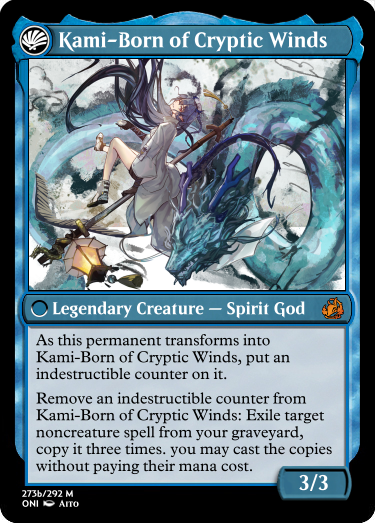 Kami-Born of Cryptic Winds
Legendary Creature — Spirit God
As this permanent transforms into
Kami-Born of Cryptic Winds, put an
indestructible counter on it.
Remove an indestructible counter from
Kami-Born of Cryptic Winds: Exile target
noncreature spell from your graveyard,
copy it three times. you may cast the copies
without paying their mana cost.
3/3
273b/292 M
ONI Aito